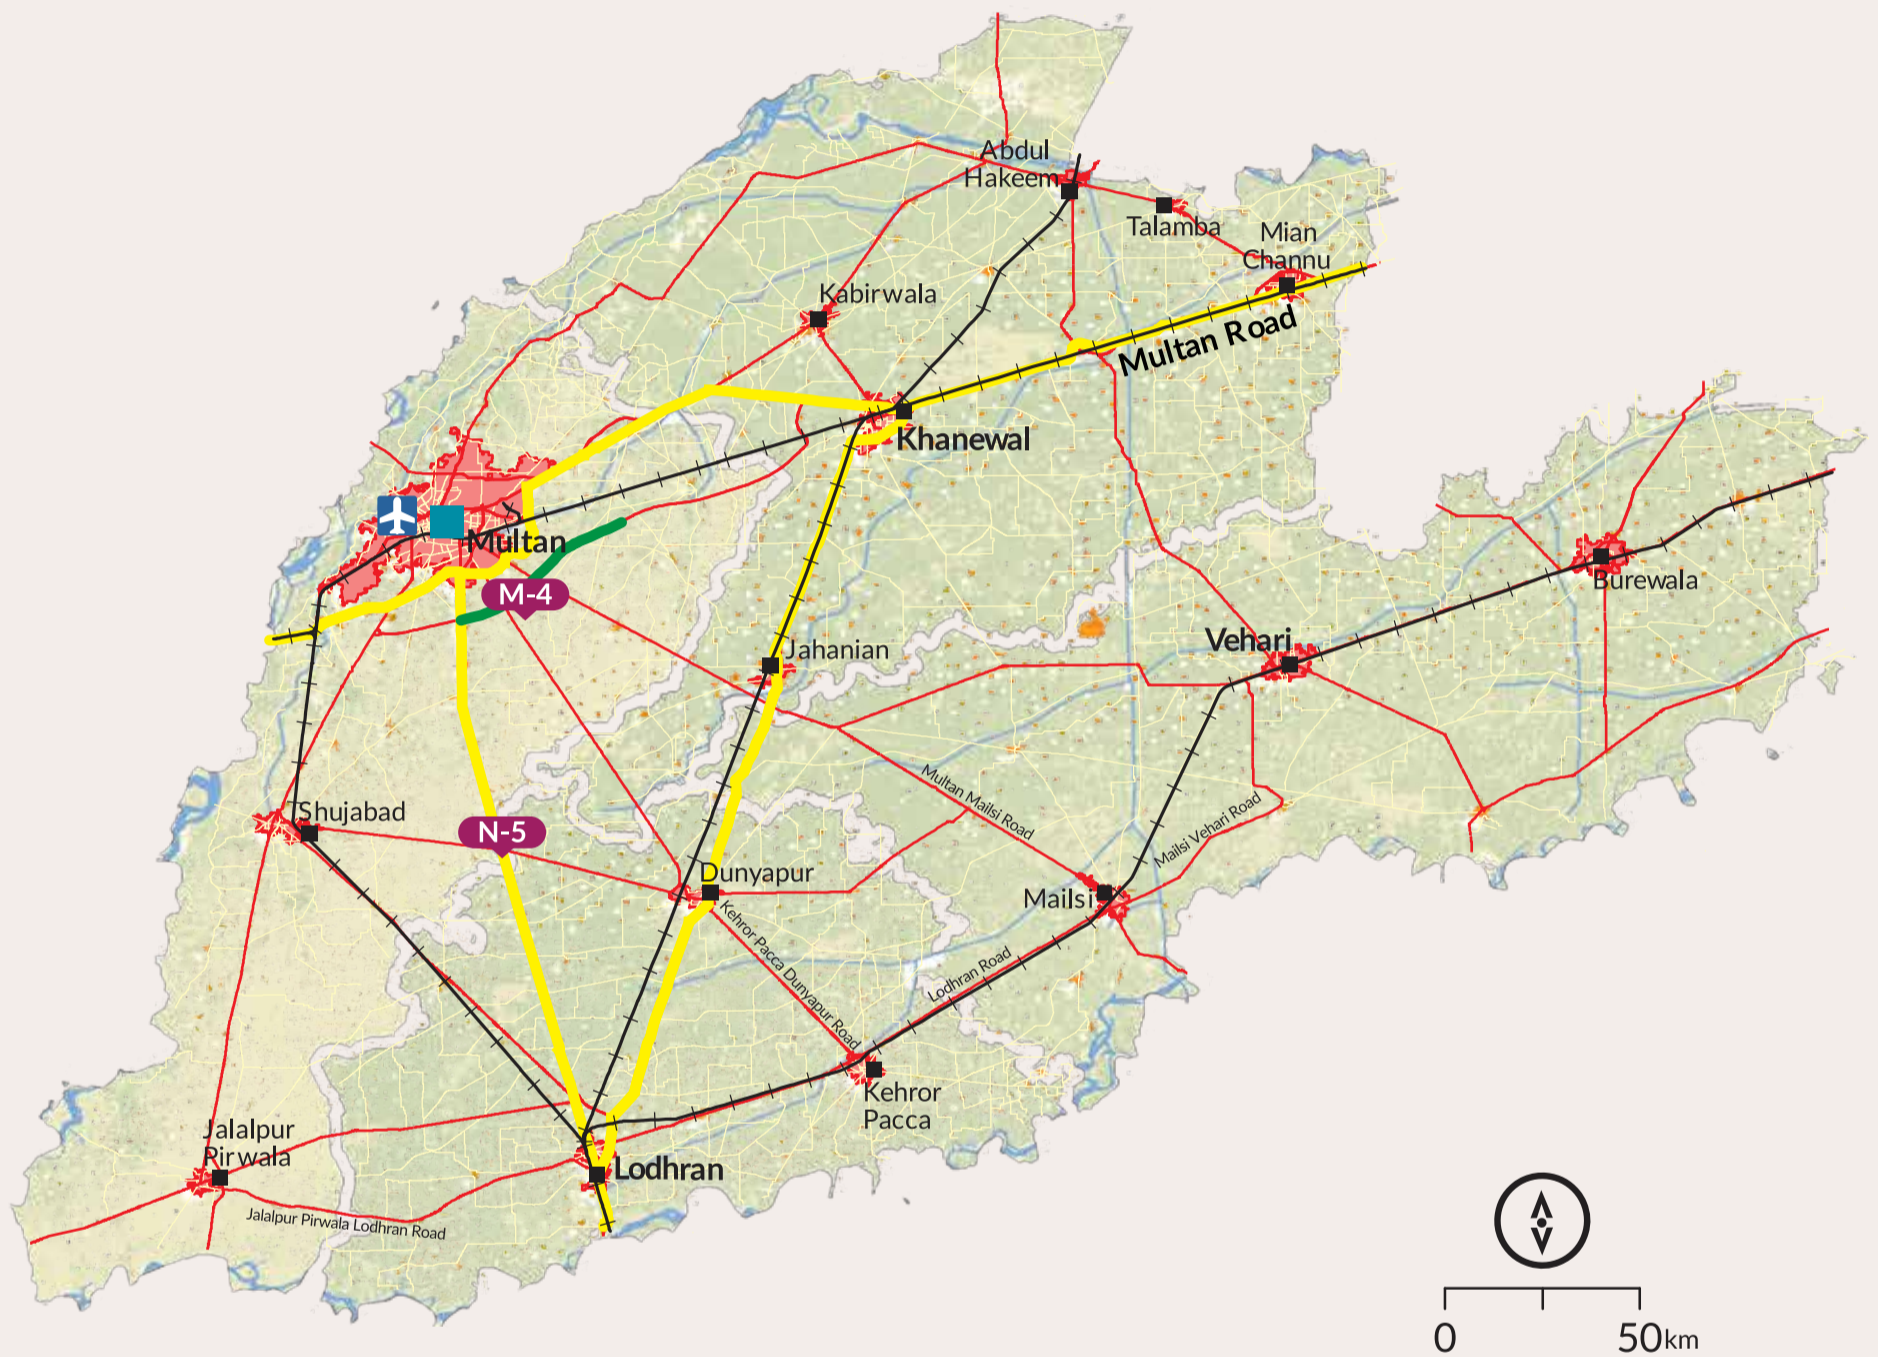 Abdul
Hakeem
Talamba
Mian
Channu
Kabirwala
Multan Road
Khanewal
Multan
M-4
Burewala
Vehari
Jahanian
Multan Mailsi Road
Mailsi Vehari Road
Shujabad
N-5
Dunyapur
Mailsi
Kehror Pacca Dunyapur Road
Lodhran Road
Kehror
Pacca
Jalalpur
Pirwala
Lodhran
Jalalpur Pirwala Lodhran Road
0
50km